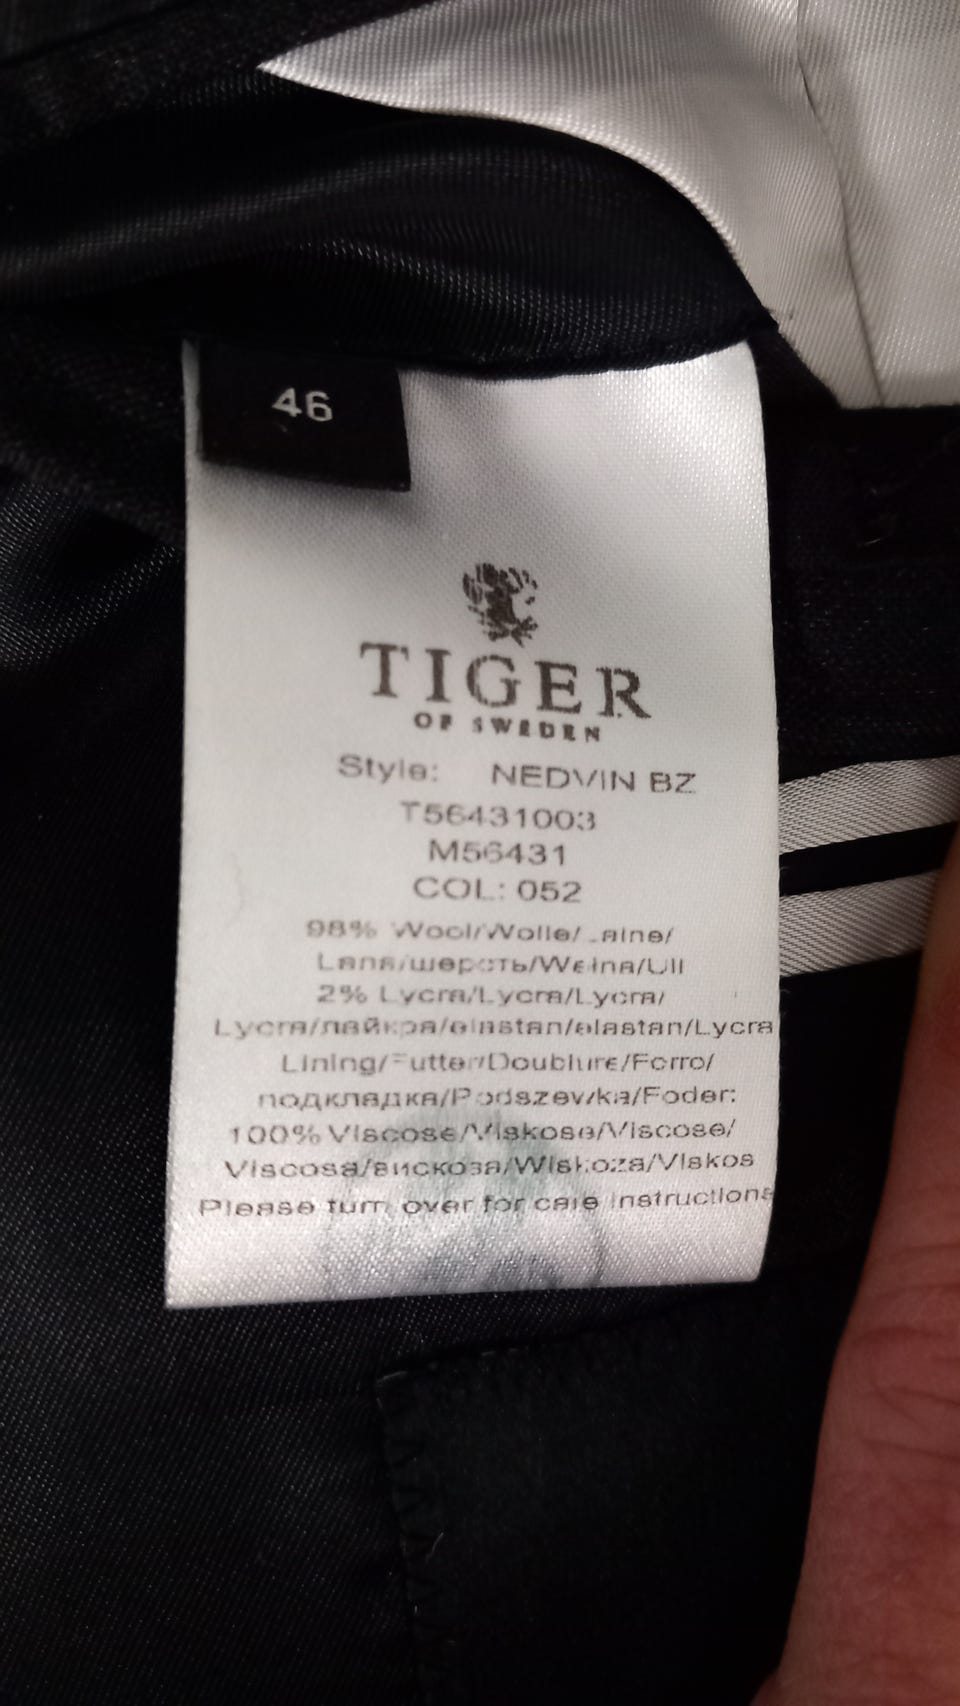 46
TIGER
OF SWEDEN
Style: NEDVIN BZ
T56431003
M56431
COL: 052
98% Wool/Wolle/Laine/
Lana/шерсть/Wełna/Ull
2% Lycra/Lycra/Lycra/
Lycra/лайкра/elastan/elastan/Lycra
Lining/Futter/Doublure/Forro/
подкладка/Podszewka/Foder:
100% Viscose/Viskose/Viscose/
Viscosa/вискоза/Wiskoza/Viskos
Please turn over for care instructions